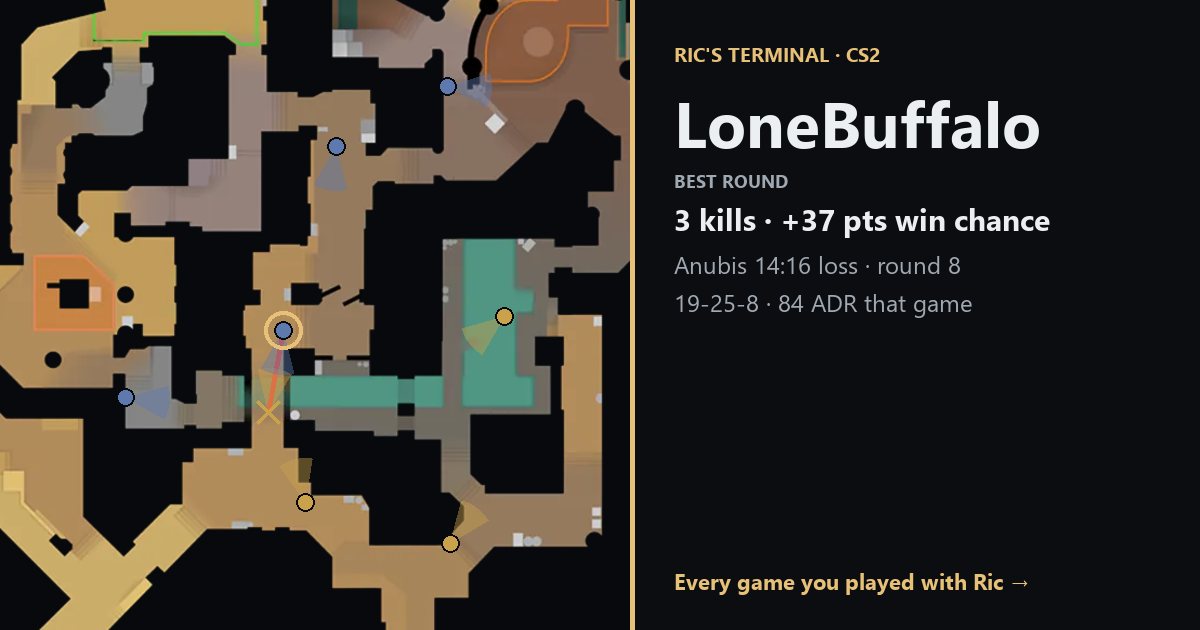 RIC'S TERMINAL · CS2
LoneBuffalo
BEST ROUND
3 kills · +37 pts win chance
Anubis 14:16 loss · round 8
19-25-8 · 84 ADR that game
Every game you played with Ric →